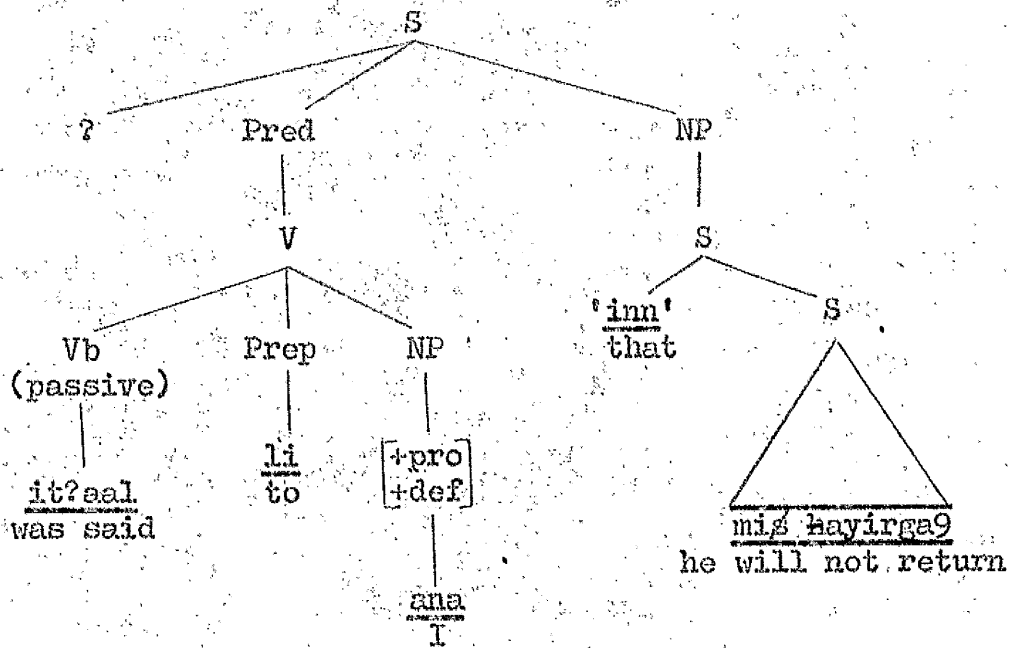 S
? Pred NP
V S
'inn' S
that
Vb Prep NP
(passive)
li [+pro
it?aal to +def]
was said
miš ḥayirga9
he will not return
ana
I